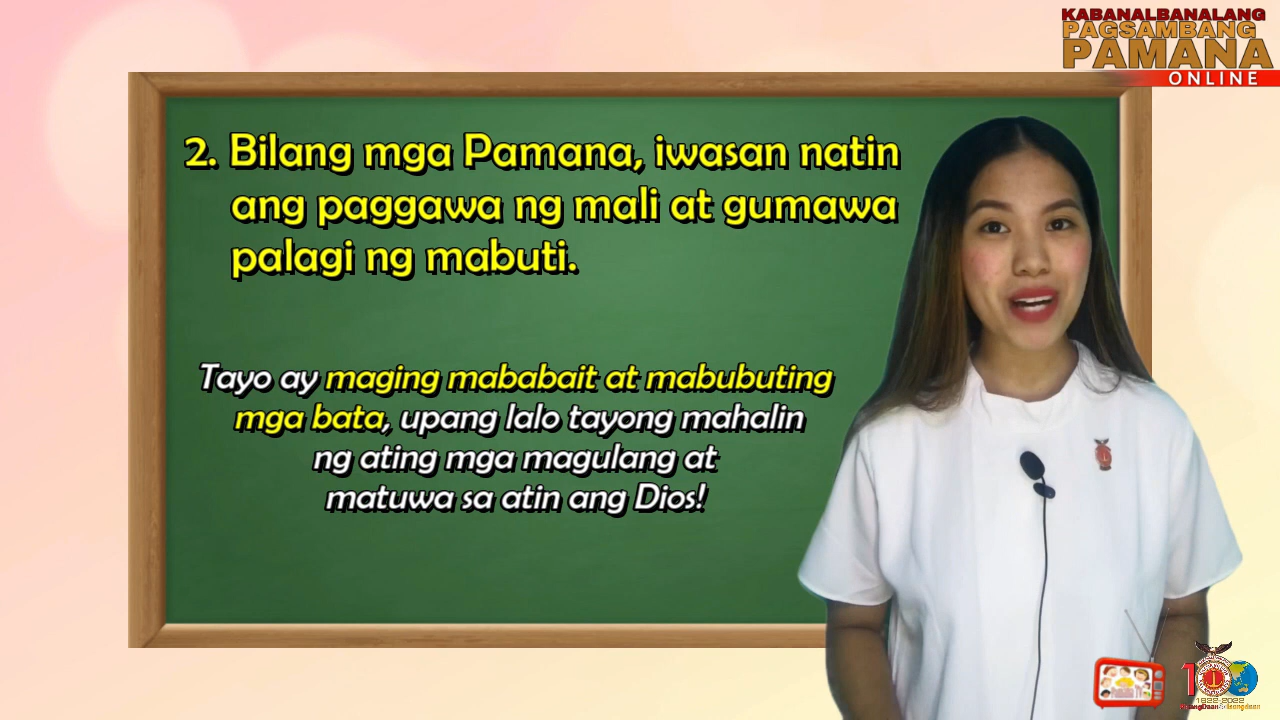 KABANALBANALANG
PAGSAMBANG
PAMANA
ONLINE
2. Bilang mga Pamana, iwasan natin
ang paggawa ng mali at gumawa
palagi ng mabuti.
Tayo ay maging mababait at mabubuting
mga bata, upang lalo tayong mahalin
ng ating mga magulang at
matuwa sa atin ang Dios!
1922-2022